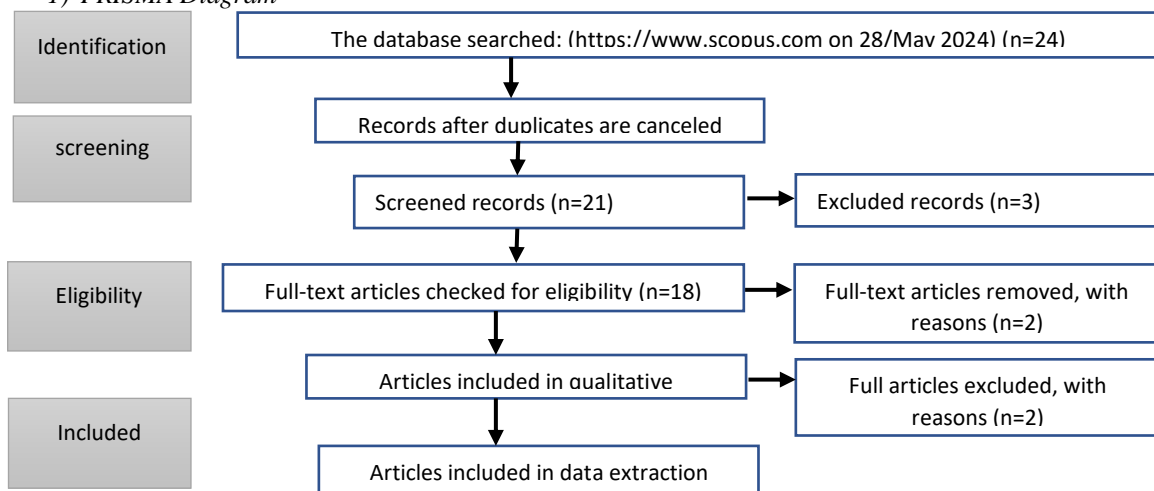 1) PRISMA Diagram
Identification
The database searched: (https://www.scopus.com on 28/May 2024) (n=24)
Records after duplicates are canceled
screening
Screened records (n=21)
Excluded records (n=3)
Eligibility
Full-text articles checked for eligibility (n=18)
Full-text articles removed, with
reasons (n=2)
Articles included in qualitative
Full articles excluded, with
reasons (n=2)
Included
Articles included in data extraction